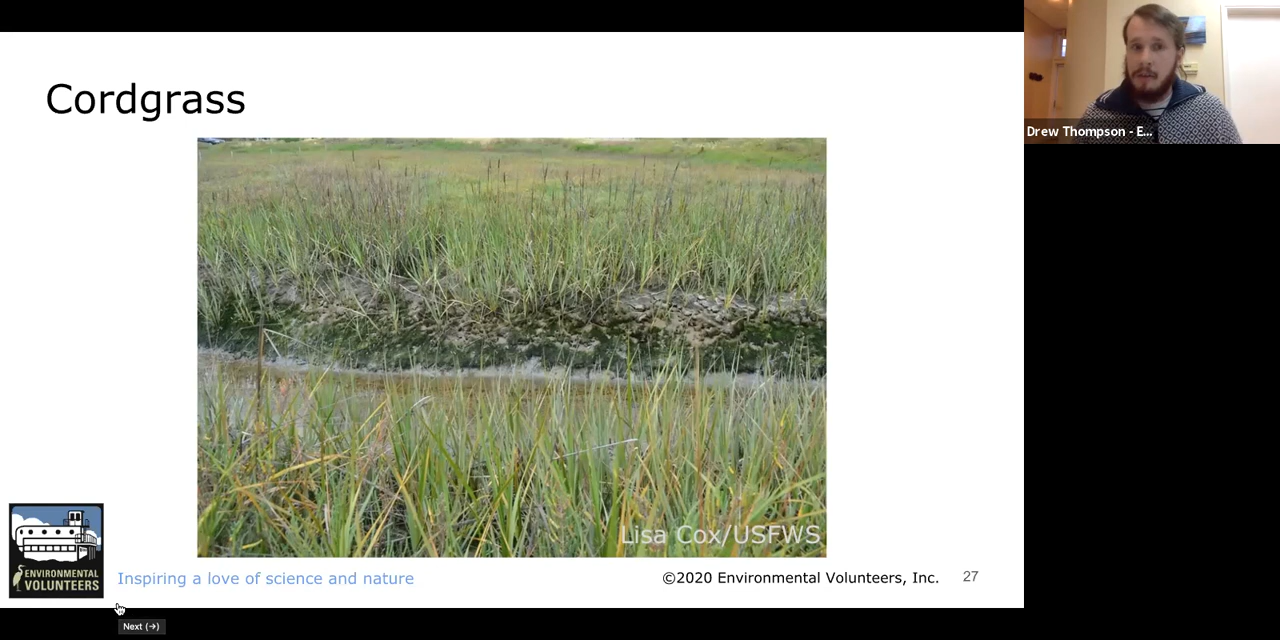 Cordgrass
Drew Thompson - E...
Lisa Cox/USFWS
ENVIRONMENTAL
VOLUNTEERS
Inspiring a love of science and nature
©2020 Environmental Volunteers, Inc.
27
Next (→)